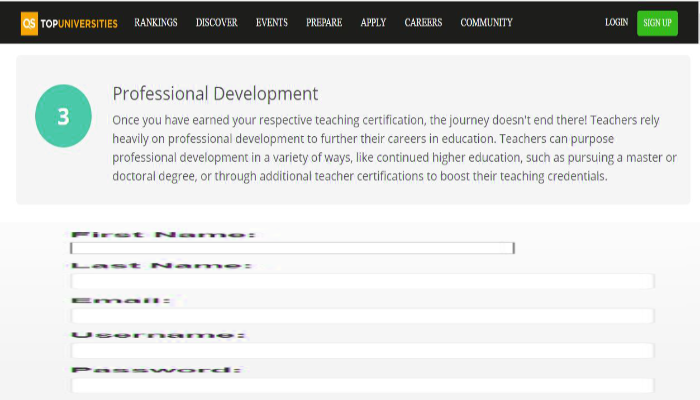 QS TOPUNIVERSITIES RANKINGS DISCOVER EVENTS PREPARE APPLY CAREERS COMMUNITY LOGIN SIGN UP
3
Professional Development
Once you have earned your respective teaching certification, the journey doesn't end there! Teachers rely
heavily on professional development to further their careers in education. Teachers can purpose
professional development in a variety of ways, like continued higher education, such as pursuing a master or
doctoral degree, or through additional teacher certifications to boost their teaching credentials.
First Name:
Last Name:
Email:
Username:
Password: